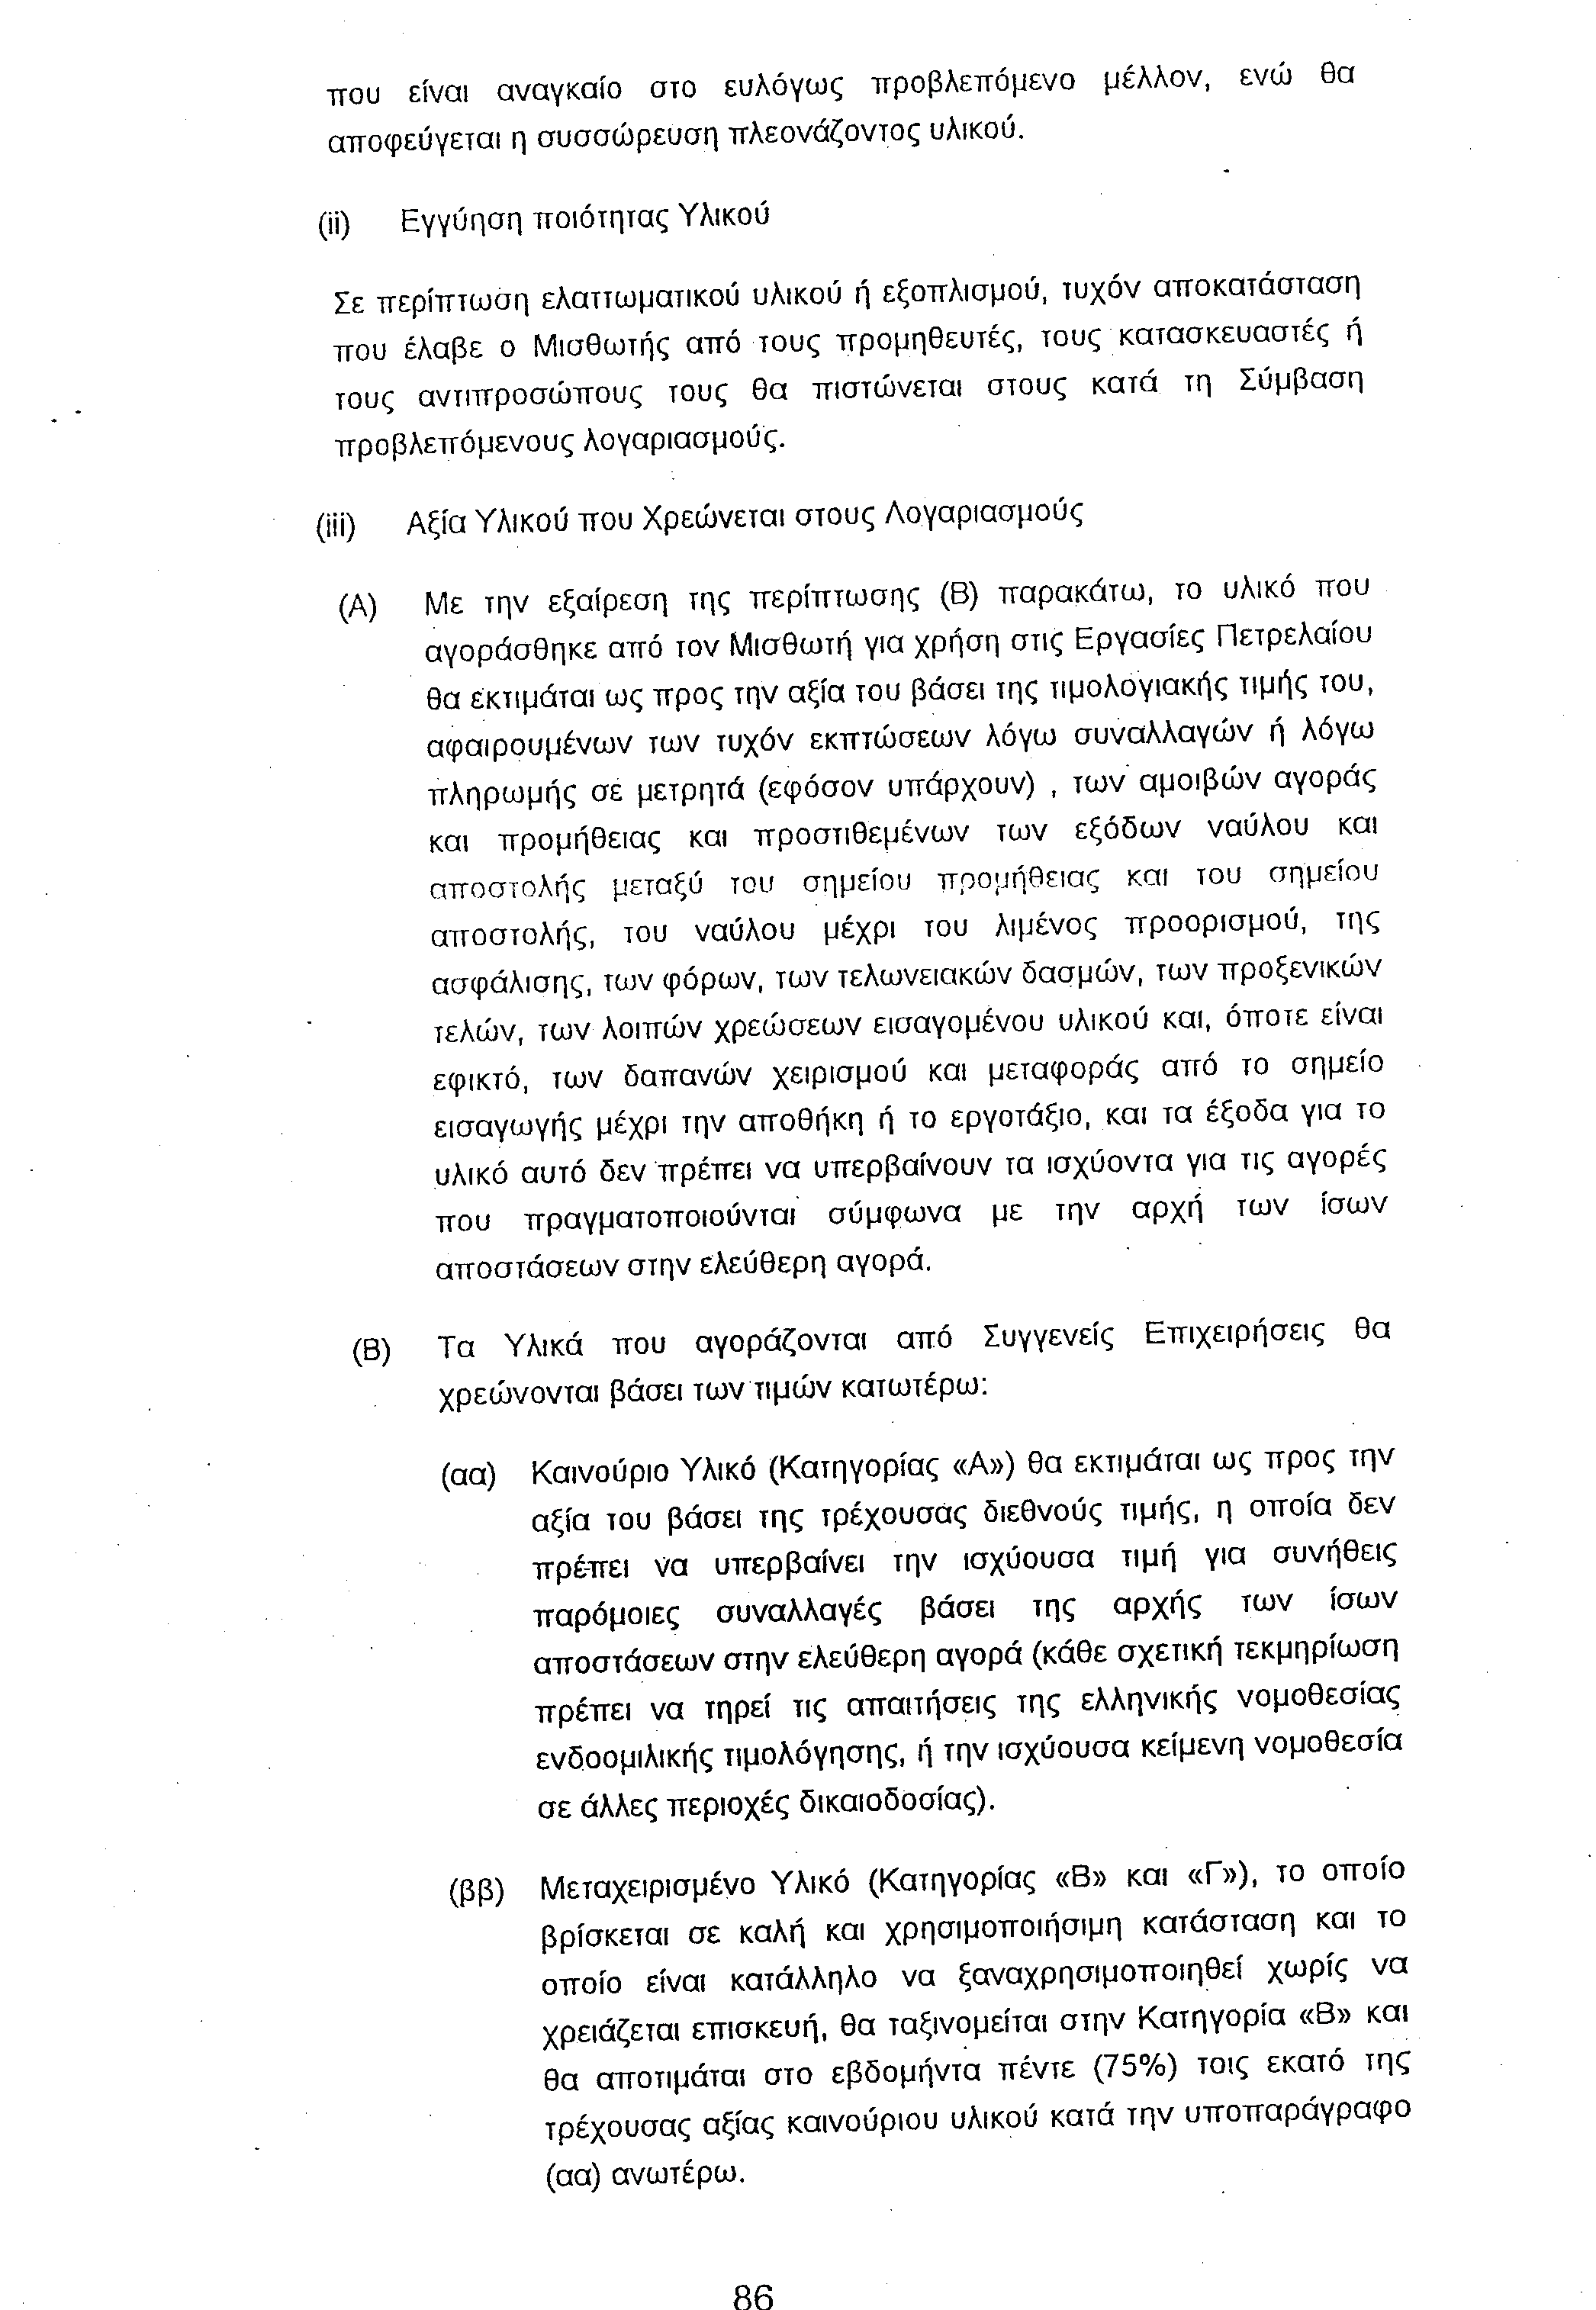 που είναι αναγκαίο στο ευλόγως προβλεπόμενο μέλλον, ενώ θα
αποφεύγεται η συσσώρευση πλεονάζοντος υλικού.
(ii) Εγγύηση ποιότητας Υλικού
Σε περίπτωση ελαττωματικού υλικού ή εξοπλισμού, τυχόν αποκατάσταση
που έλαβε ο Μισθωτής από τους προμηθευτές, τους κατασκευαστές ή
τους αντιπροσώπους τους θα πιστώνεται στους κατά τη Σύμβαση
προβλεπόμενους λογαριασμούς.
(iii) Αξία Υλικού που Χρεώνεται στους Λογαριασμούς
(Α) Με την εξαίρεση της περίπτωσης (Β) παρακάτω, το υλικό που
αγοράσθηκε από τον Μισθωτή για χρήση στις Εργασίες Πετρελαίου
θα εκτιμάται ως προς την αξία του βάσει της τιμολογιακής τιμής του,
αφαιρουμένων των τυχόν εκπτώσεων λόγω συναλλαγών ή λόγω
πληρωμής σε μετρητά (εφόσον υπάρχουν) , των αμοιβών αγοράς
και προμήθειας και προστιθεμένων των εξόδων ναύλου και
αποστολής μεταξύ του σημείου προμήθειας και του σημείου
αποστολής, του ναύλου μέχρι του λιμένος προορισμού, της
ασφάλισης, των φόρων, των τελωνειακών δασμών, των προξενικών
τελών, των λοιπών χρεώσεων εισαγομένου υλικού και, όποτε είναι
εφικτό, των δαπανών χειρισμού και μεταφοράς από το σημείο
εισαγωγής μέχρι την αποθήκη ή το εργοτάξιο, και τα έξοδα για το
υλικό αυτό δεν πρέπει να υπερβαίνουν τα ισχύοντα για τις αγορές
που πραγματοποιούνται σύμφωνα με την αρχή των ίσων
αποστάσεων στην ελεύθερη αγορά.
(Β) Τα Υλικά που αγοράζονται από Συγγενείς Επιχειρήσεις θα
χρεώνονται βάσει των τιμών κατωτέρω:
(αα) Καινούριο Υλικό (Κατηγορίας «Α») θα εκτιμάται ως προς την
αξία του βάσει της τρέχουσας διεθνούς τιμής, η οποία δεν
πρέπει να υπερβαίνει την ισχύουσα τιμή για συνήθεις
παρόμοιες συναλλαγές βάσει της αρχής των ίσων
αποστάσεων στην ελεύθερη αγορά (κάθε σχετική τεκμηρίωση
πρέπει να τηρεί τις απαιτήσεις της ελληνικής νομοθεσίας
ενδοομιλικής τιμολόγησης, ή την ισχύουσα κείμενη νομοθεσία
σε άλλες περιοχές δικαιοδοσίας).
(ββ) Μεταχειρισμένο Υλικό (Κατηγορίας «Β» και «Γ»), το οποίο
βρίσκεται σε καλή και χρησιμοποιήσιμη κατάσταση και το
οποίο είναι κατάλληλο να ξαναχρησιμοποιηθεί χωρίς να
χρειάζεται επισκευή, θα ταξινομείται στην Κατηγορία «Β» και
θα αποτιμάται στο εβδομήντα πέντε (75%) τοις εκατό της
τρέχουσας αξίας καινούριου υλικού κατά την υποπαράγραφο
(αα) ανωτέρω.
86